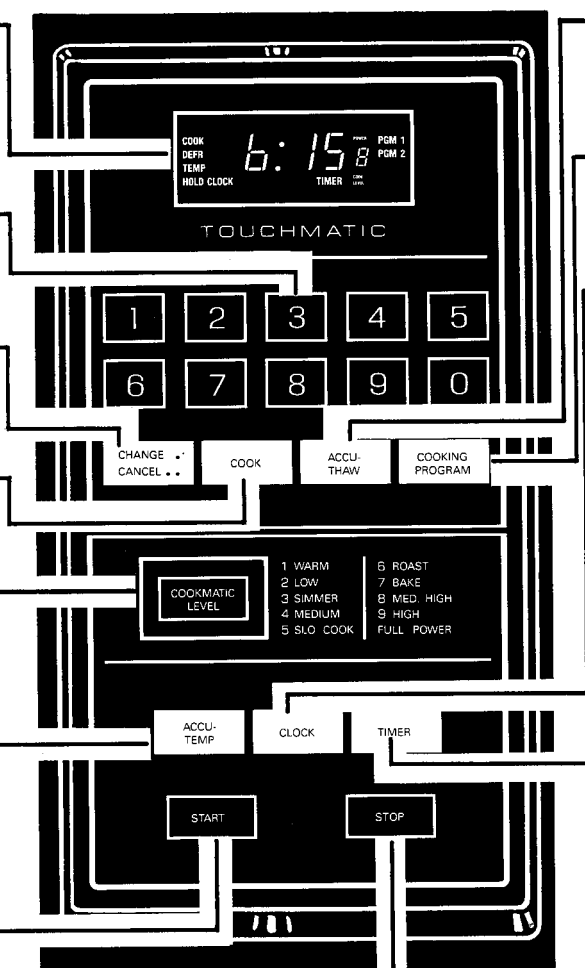 COOK
DEFR
TEMP
HOLD CLOCK
6:15
POWER
8
COOK
LEVEL
TIMER
PGM 1
PGM 2
TOUCHMATIC
1 2 3 4 5
6 7 8 9 0
CHANGE
CANCEL
COOK
ACCU-
THAW
COOKING
PROGRAM
COOKMATIC
LEVEL
1 WARM
2 LOW
3 SIMMER
4 MEDIUM
5 SLO COOK
6 ROAST
7 BAKE
8 MED. HIGH
9 HIGH
FULL POWER
ACCU-
TEMP
CLOCK
TIMER
START
STOP